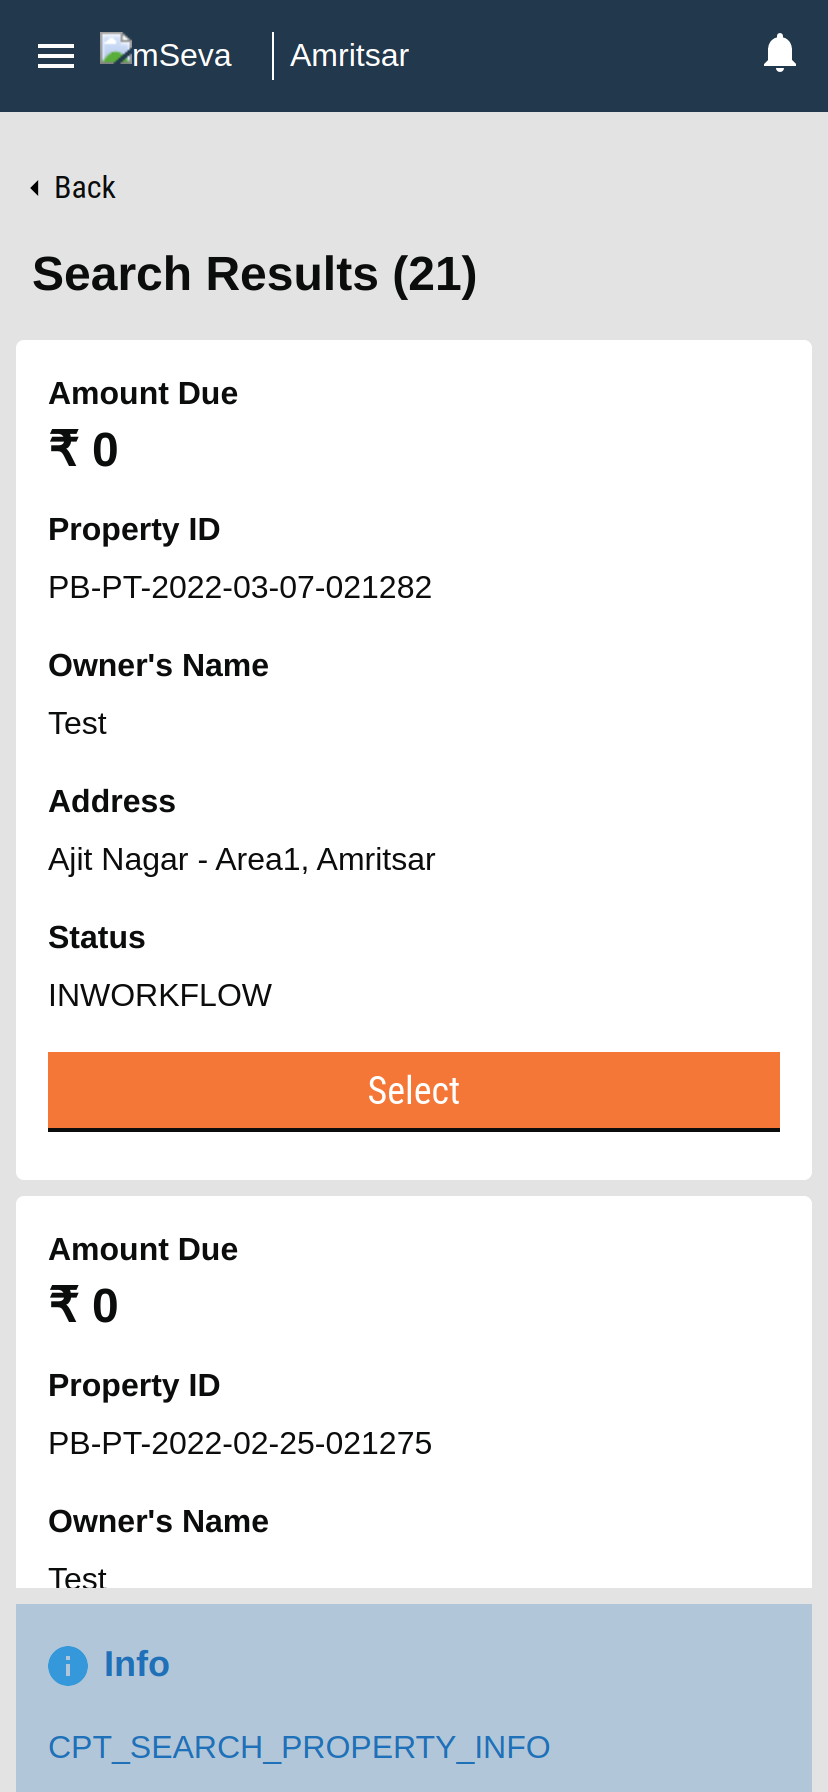 mSeva Amritsar
Back
Search Results (21)
Amount Due
₹ 0
Property ID
PB-PT-2022-03-07-021282
Owner's Name
Test
Address
Ajit Nagar - Area1, Amritsar
Status
INWORKFLOW
Select
Amount Due
₹ 0
Property ID
PB-PT-2022-02-25-021275
Owner's Name
Test
Info
CPT_SEARCH_PROPERTY_INFO